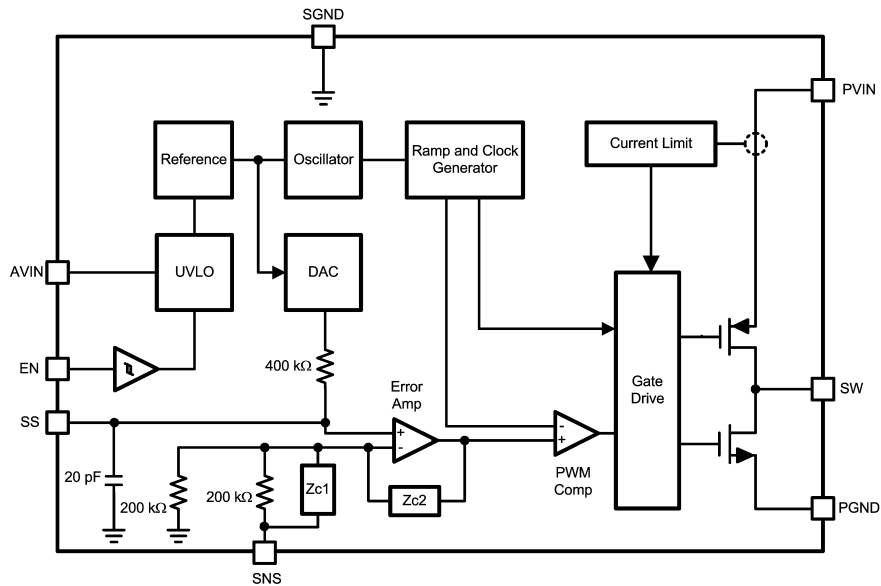 SGND
PVIN
Reference
Oscillator
Ramp and Clock
Generator
Current Limit
AVIN
UVLO
DAC
EN
400 kΩ
Error
Amp
Gate
Drive
SW
SS
+
-
-
+
20 pF
200 kΩ
200 kΩ
Zc1
Zc2
PWM
Comp
PGND
SNS